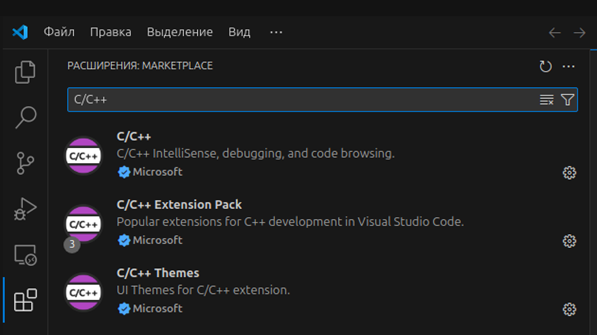 Файл Правка Выделение Вид ···
РАСШИРЕНИЯ: MARKETPLACE
C/C++
C/C++
C/C++
C/C++ IntelliSense, debugging, and code browsing.
Microsoft
C/C++
3
C/C++ Extension Pack
Popular extensions for C++ development in Visual Studio Code.
Microsoft
C/C++
C/C++ Themes
UI Themes for C/C++ extension.
Microsoft